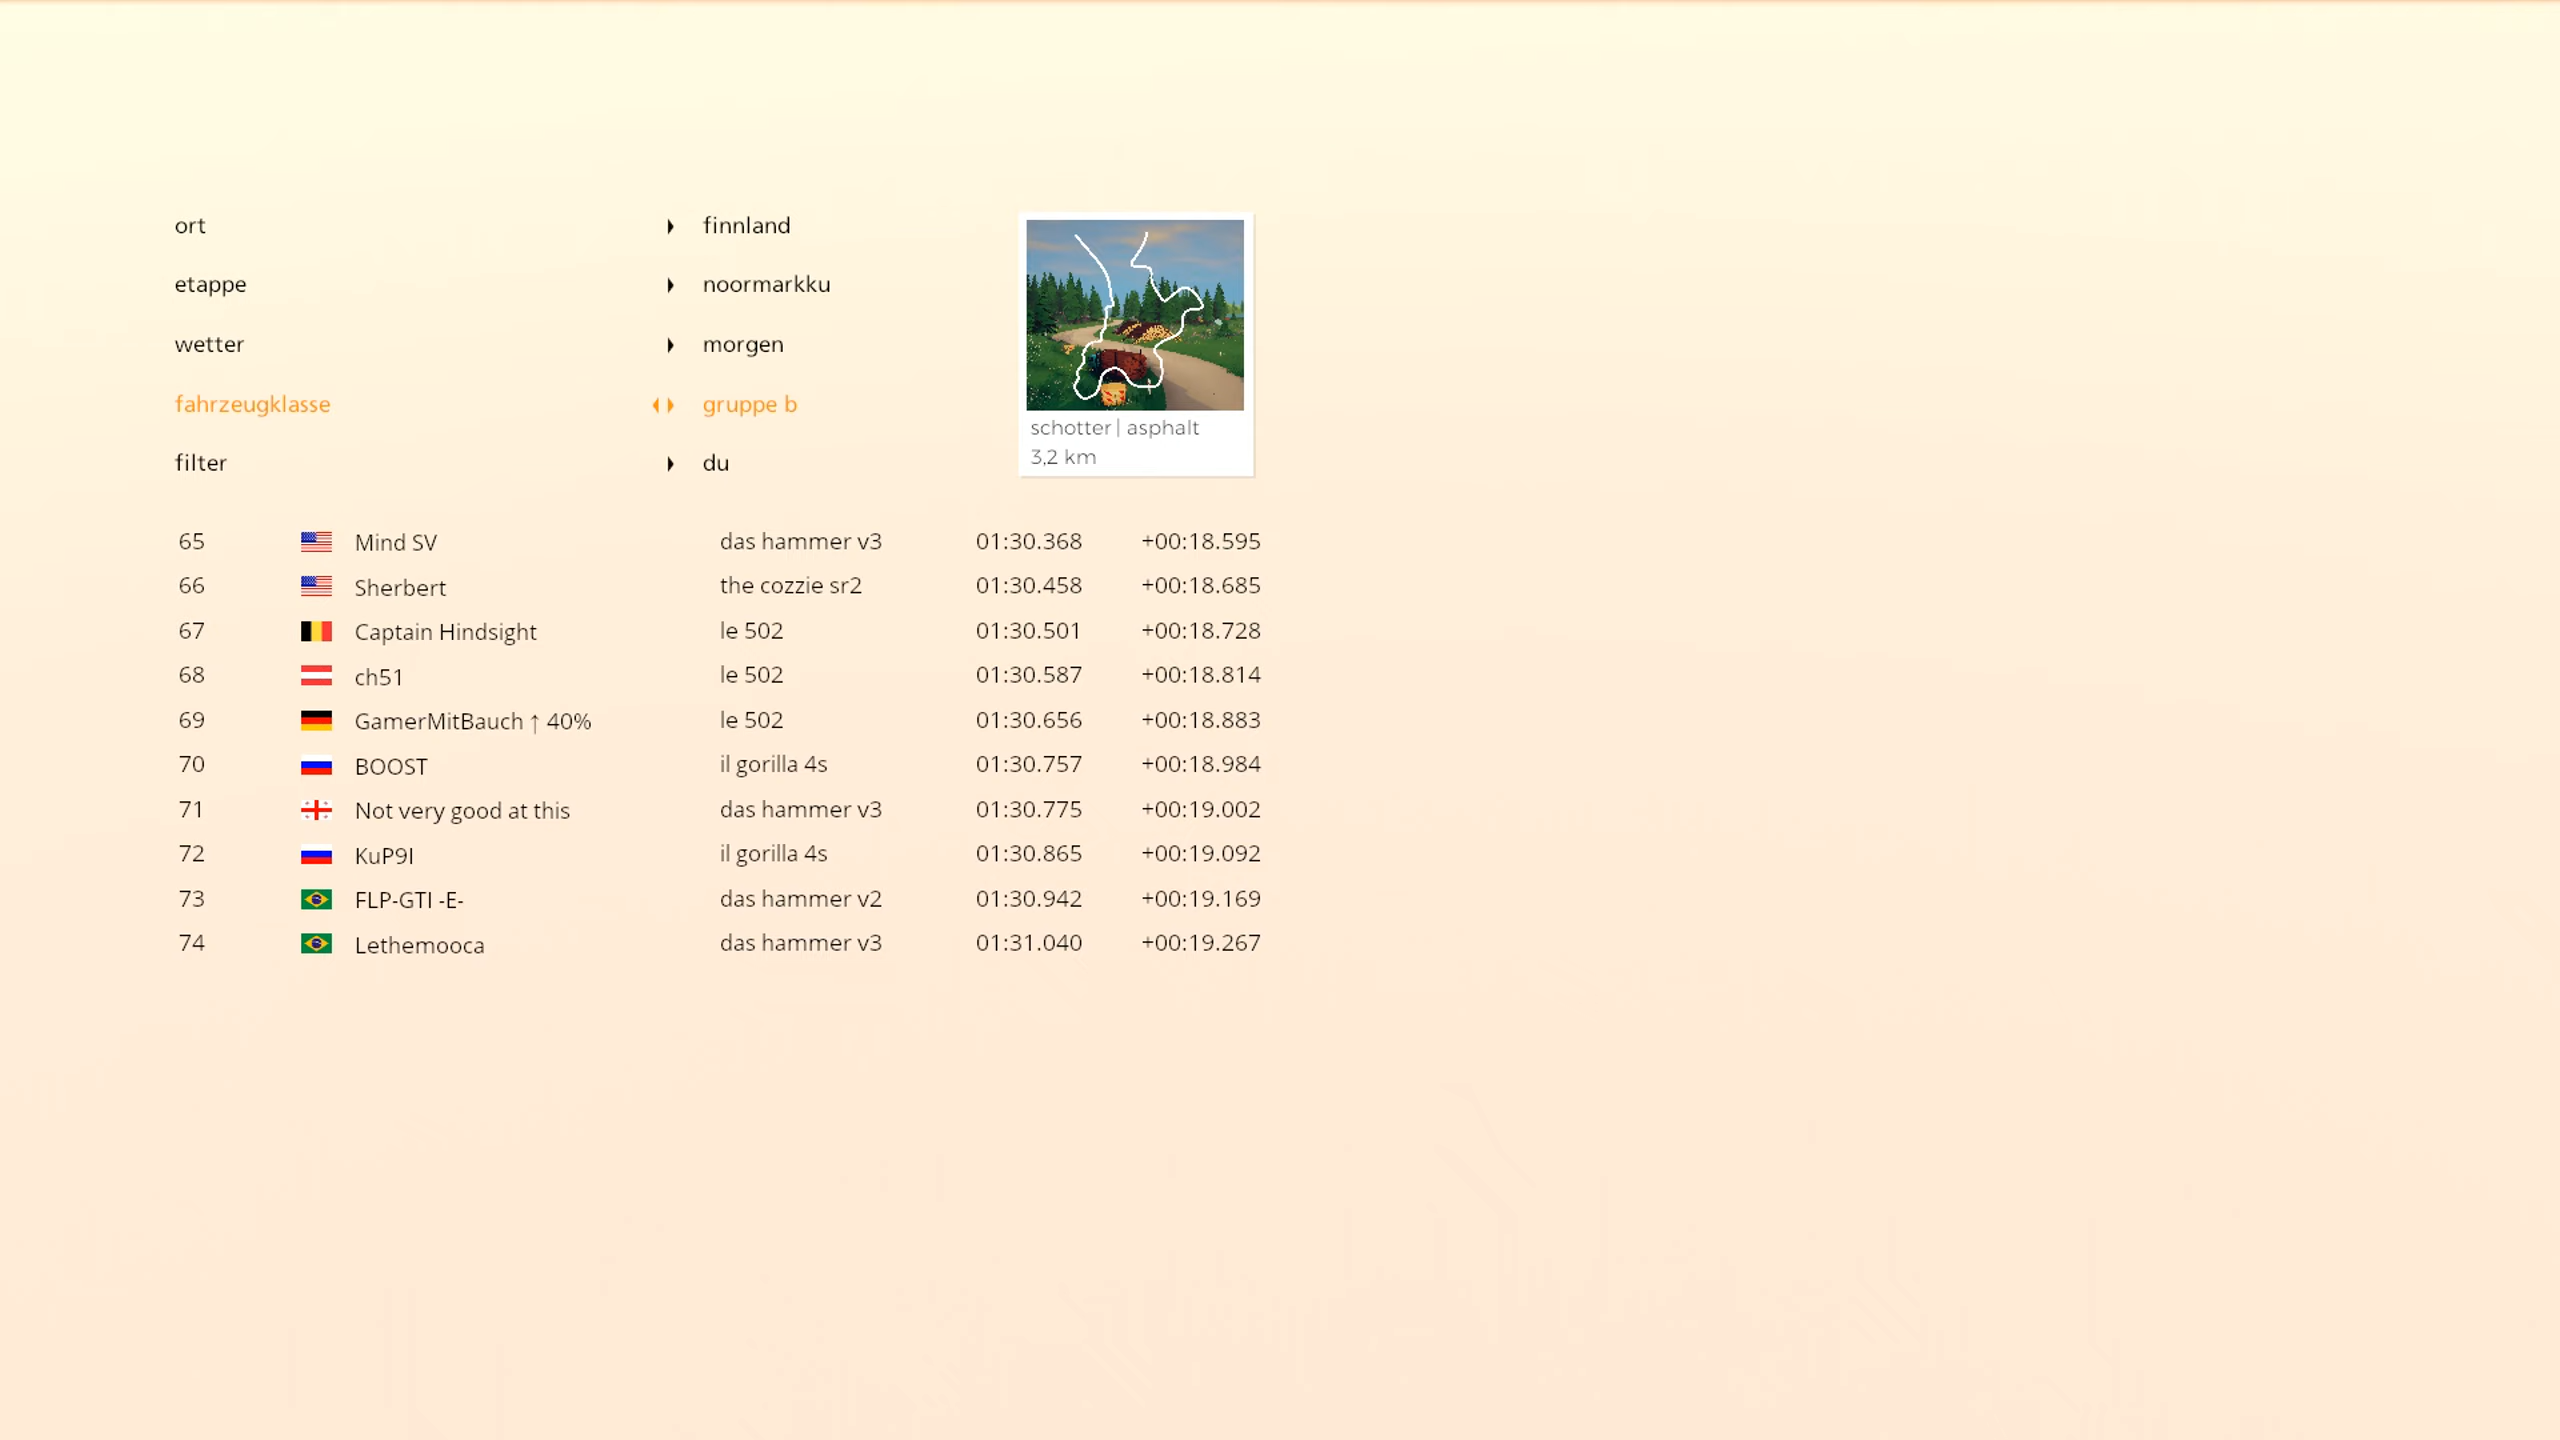 ort finnland
etappe noormarkku
wetter morgen
fahrzeugklasse gruppe b
filter du
schotter | asphalt
3,2 km
65 Mind SV das hammer v3 01:30.368 +00:18.595
66 Sherbert the cozzie sr2 01:30.458 +00:18.685
67 Captain Hindsight le 502 01:30.501 +00:18.728
68 ch51 le 502 01:30.587 +00:18.814
69 GamerMitBauch ↑ 40% le 502 01:30.656 +00:18.883
70 BOOST il gorilla 4s 01:30.757 +00:18.984
71 Not very good at this das hammer v3 01:30.775 +00:19.002
72 KuP9I il gorilla 4s 01:30.865 +00:19.092
73 FLP-GTI -E- das hammer v2 01:30.942 +00:19.169
74 Lethemooca das hammer v3 01:31.040 +00:19.267